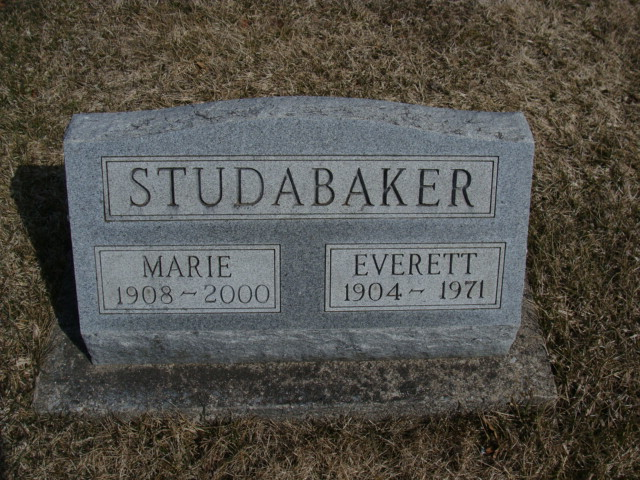 STUDABAKER
MARIE
1908 ~ 2000
EVERETT
1904 ~ 1971